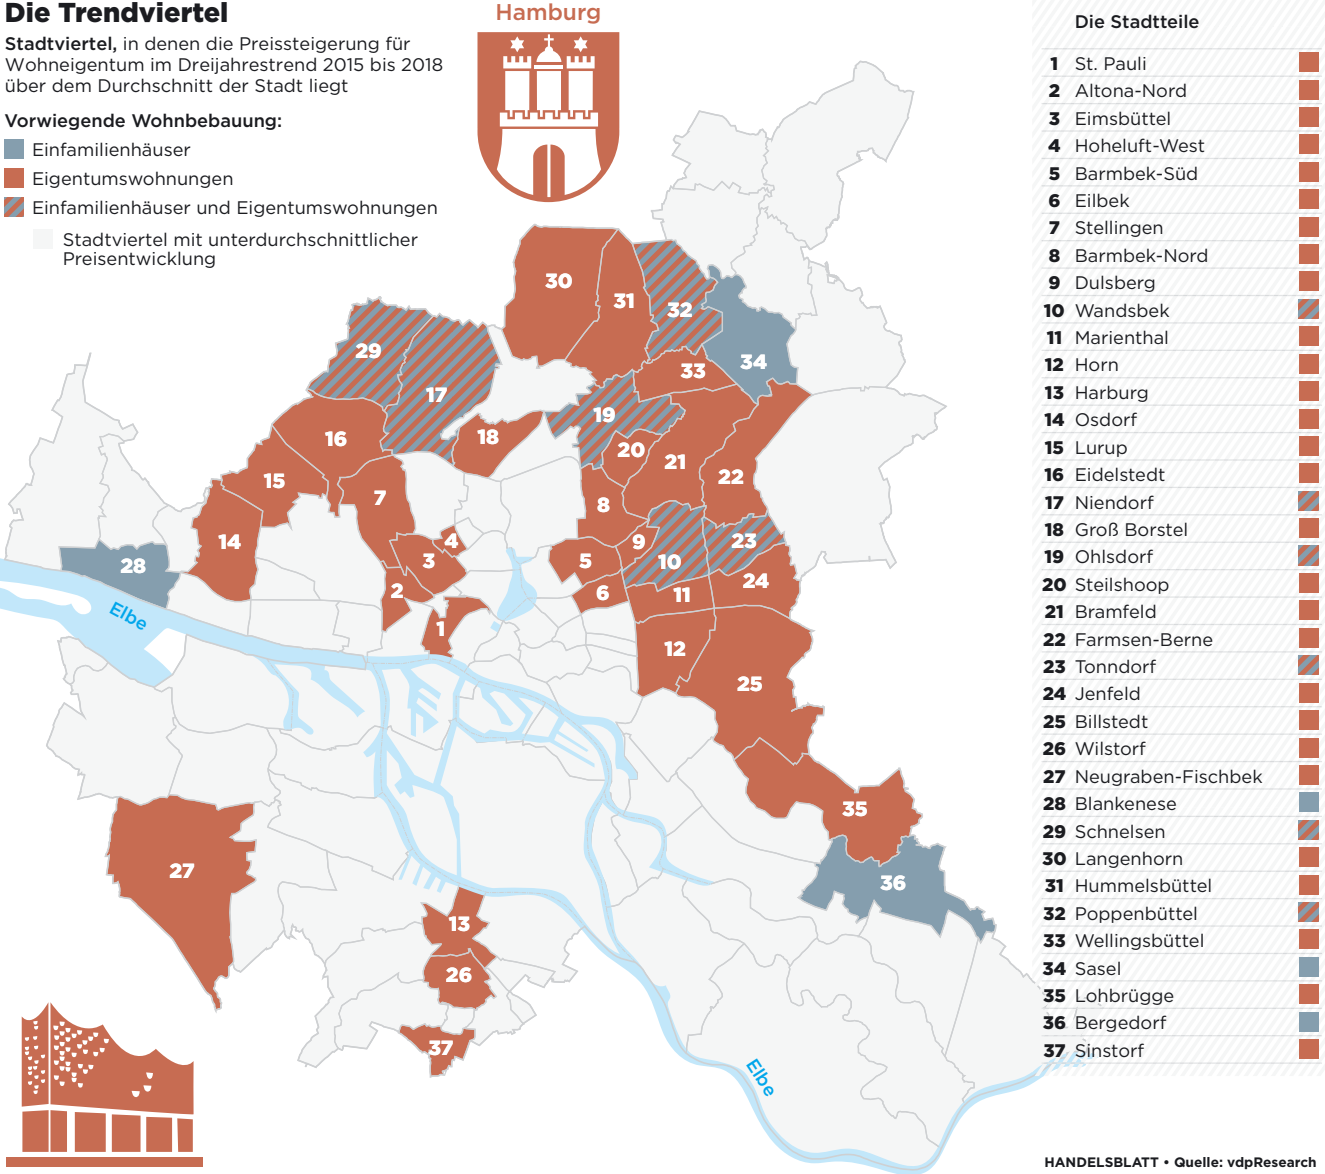 Die Trendviertel
Stadtviertel, in denen die Preissteigerung für
Wohneigentum im Dreijahrestrend 2015 bis 2018
über dem Durchschnitt der Stadt liegt
Vorwiegende Wohnbebauung:
Einfamilienhäuser
Eigentumswohnungen
Einfamilienhäuser und Eigentumswohnungen
Stadtviertel mit unterdurchschnittlicher
Preisentwicklung
Hamburg
30
31
32
29
34
33
17
19
16
18
20
21
22
15
7
8
14
4
9
23
3
5
10
28
24
2
6
11
Elbe
1
12
25
35
27
36
13
26
37
Elbe
Die Stadtteile
1 St. Pauli
2 Altona-Nord
3 Eimsbüttel
4 Hoheluft-West
5 Barmbek-Süd
6 Eilbek
7 Stellingen
8 Barmbek-Nord
9 Dulsberg
10 Wandsbek
11 Marienthal
12 Horn
13 Harburg
14 Osdorf
15 Lurup
16 Eidelstedt
17 Niendorf
18 Groß Borstel
19 Ohlsdorf
20 Steilshoop
21 Bramfeld
22 Farmsen-Berne
23 Tonndorf
24 Jenfeld
25 Billstedt
26 Wilstorf
27 Neugraben-Fischbek
28 Blankenese
29 Schnelsen
30 Langenhorn
31 Hummelsbüttel
32 Poppenbüttel
33 Wellingsbüttel
34 Sasel
35 Lohbrügge
36 Bergedorf
37 Sinstorf
HANDELSBLATT • Quelle: vdpResearch